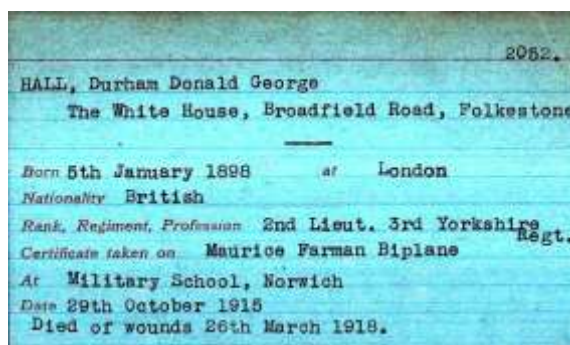 2052.
HALL, Durham Donald George
The White House, Broadfield Road, Folkestone
Born 5th January 1898 at London
Nationality British
Rank, Regiment, Profession 2nd Lieut. 3rd Yorkshire Regt.
Certificate taken on Maurice Farman Biplane
At Military School, Norwich
Date 29th October 1915
Died of wounds 26th March 1918.